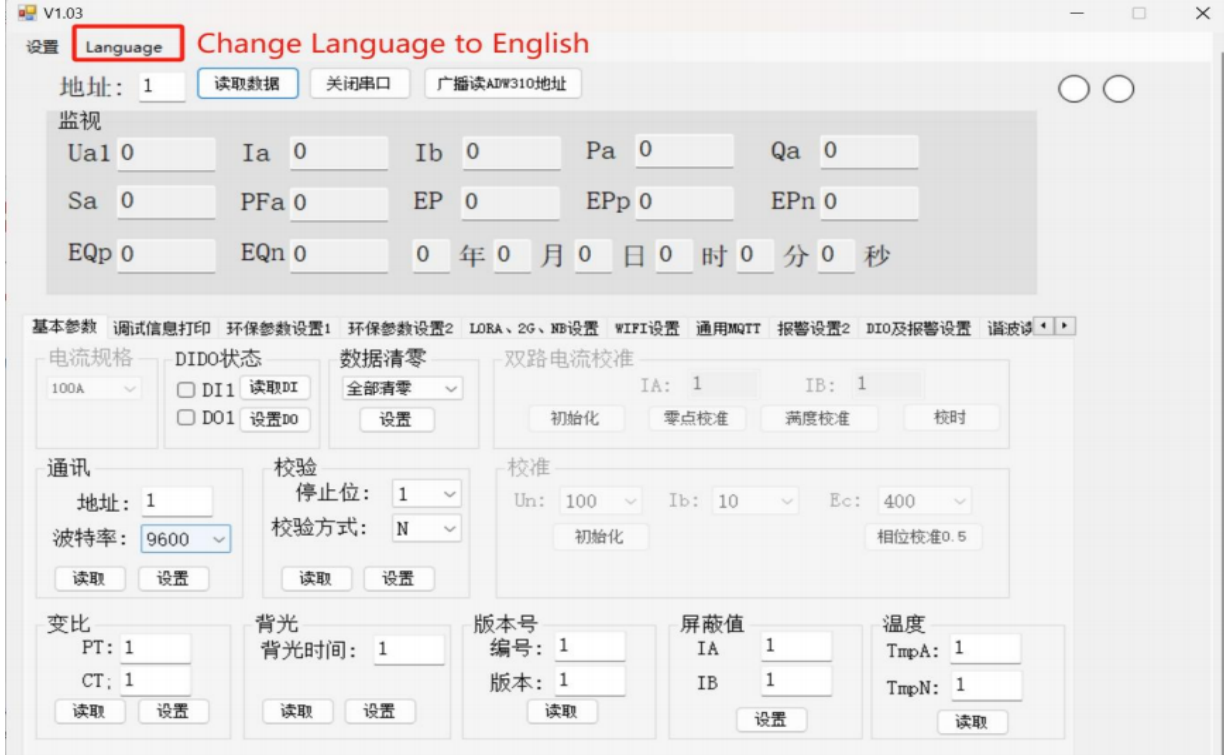 V1.03
设置 Language Change Language to English
地址: 1 读取数据 关闭串口 广播读ADW310地址
监视
Ua1 0 Ia 0 Ib 0 Pa 0 Qa 0
Sa 0 PFa 0 EP 0 EPp 0 EPn 0
EQp 0 EQn 0 0 年 0 月 0 日 0 时 0 分 0 秒
基本参数 调试信息打印 环保参数设置1 环保参数设置2 LORA、2G、NB设置 WIFI设置 通用MQTT 报警设置2 DIO及报警设置 谐波读
电流规格 DIDO状态 数据清零 双路电流校准
100A DI1 读取DI 全部清零 IA: 1 IB: 1
DO1 设置DO 设置 初始化 零点校准 满度校准 校时
通讯 校验 校准
地址: 1 停止位: 1 Un: 100 Ib: 10 Ec: 400
波特率: 9600 校验方式: N 初始化 相位校准0.5
读取 设置 读取 设置
变比 背光 版本号 屏蔽值 温度
PT: 1 背光时间: 1 编号: 1 IA 1 TmpA: 1
CT: 1 版本: 1 IB 1 TmpN: 1
读取 设置 读取 设置 读取 设置 读取